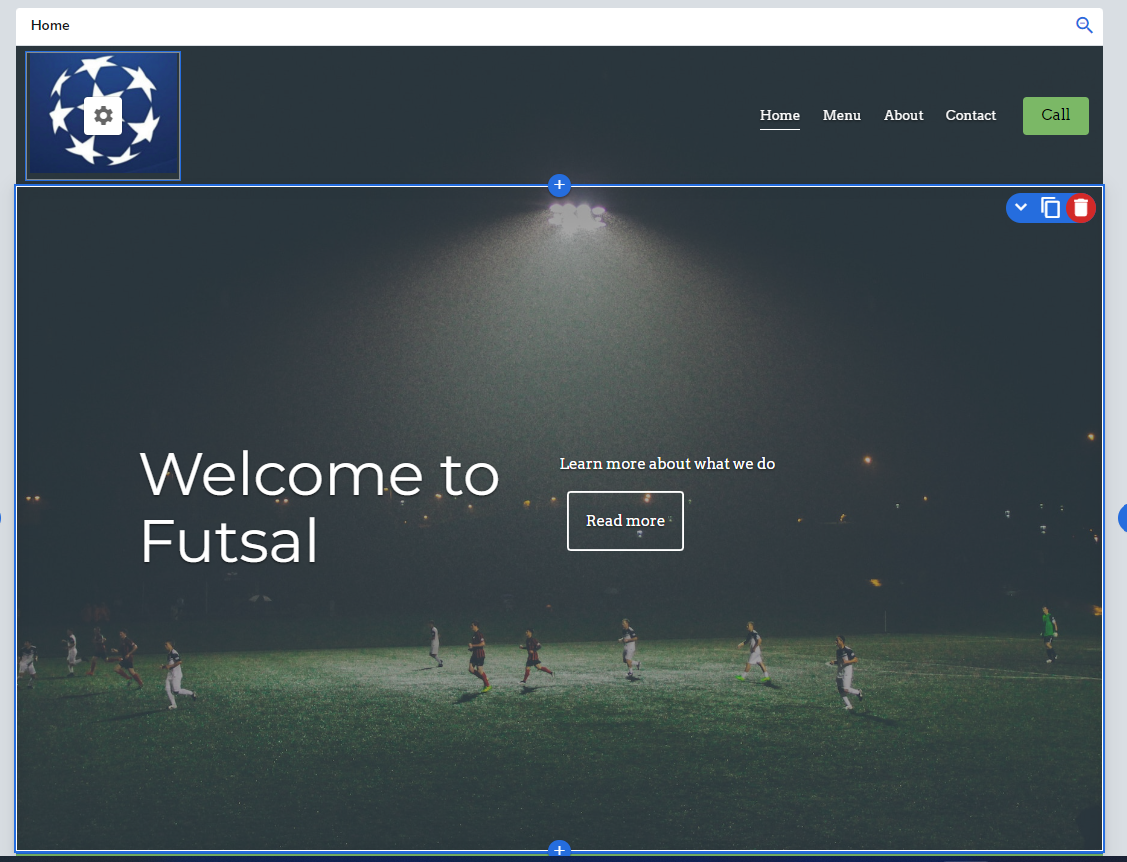 Home
Home Menu About Contact Call
Welcome to
Futsal
Learn more about what we do
Read more